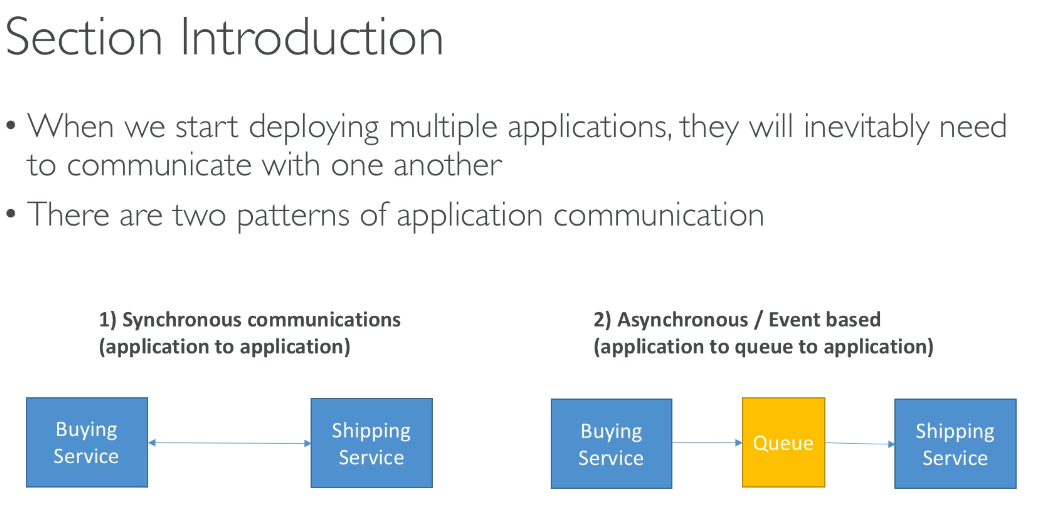 Section Introduction
• When we start deploying multiple applications, they will inevitably need
to communicate with one another
• There are two patterns of application communication
1) Synchronous communications
(application to application)
2) Asynchronous / Event based
(application to queue to application)
Buying
Service
Shipping
Service
Buying
Service
Queue
Shipping
Service